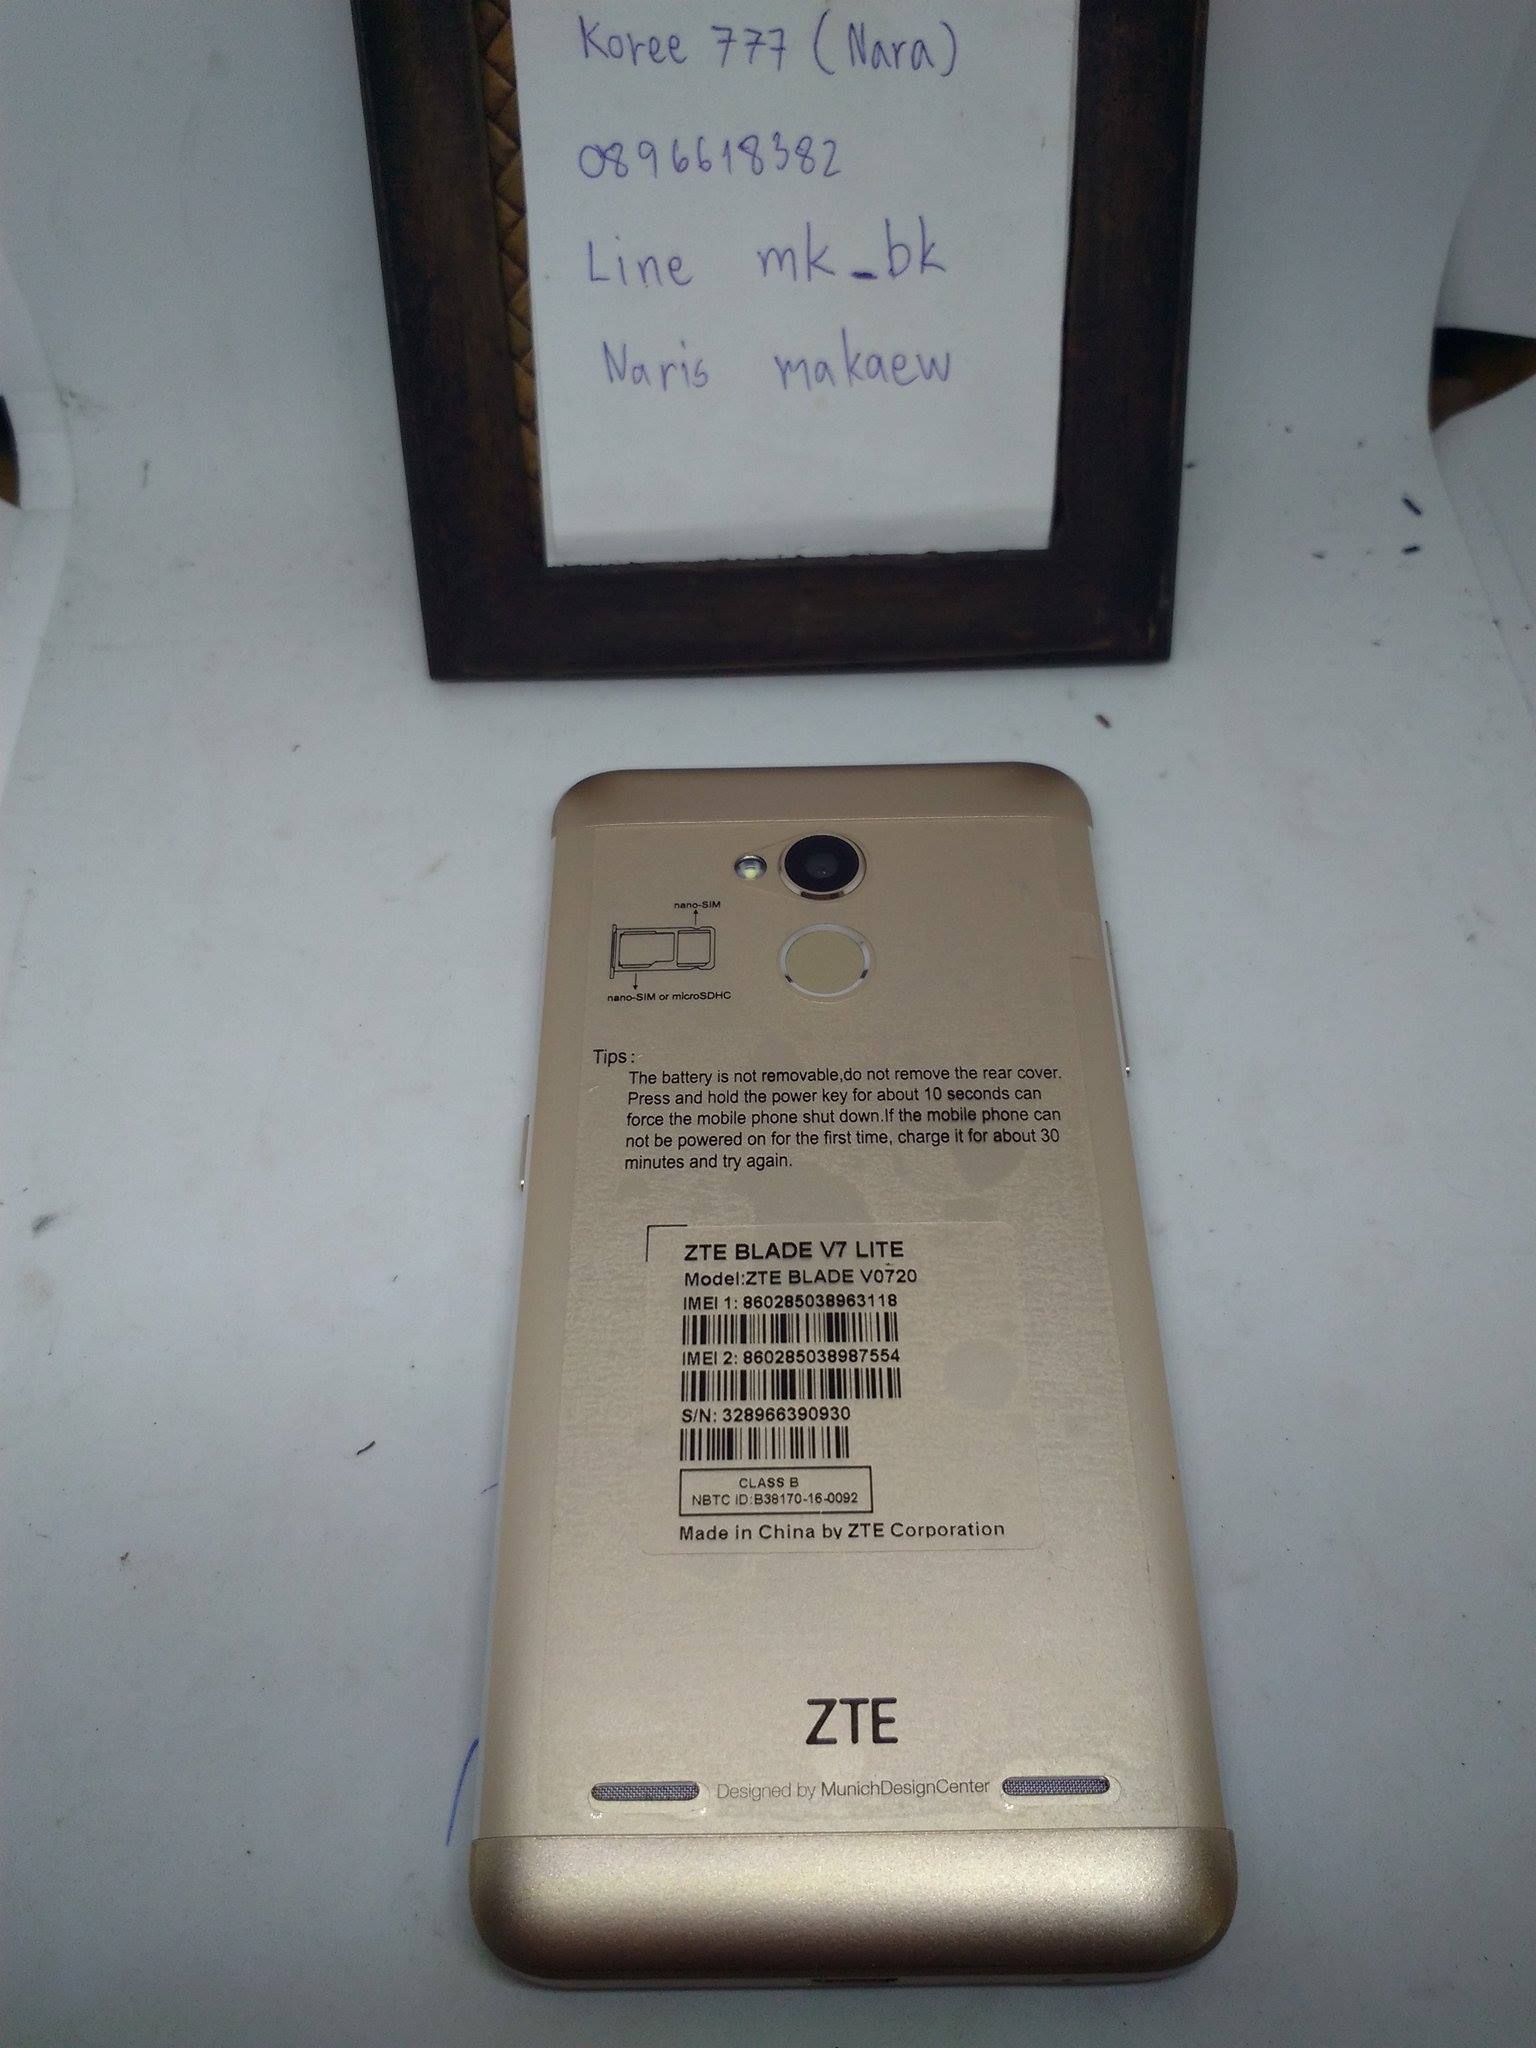 Koree 777 (Nara)
0896618382
Line mk_bk
Naris makaew
nano-SIM
nano-SIM or microSDHC
Tips:
The battery is not removable,do not remove the rear cover.
Press and hold the power key for about 10 seconds can
force the mobile phone shut down.If the mobile phone can
not be powered on for the first time, charge it for about 30
minutes and try again.
ZTE BLADE V7 LITE
Model:ZTE BLADE V0720
IMEI 1: 860285038963118
IMEI 2: 860285038987554
S/N: 328966390930
CLASS B
NBTC ID:B38170-16-0092
Made in China by ZTE Corporation
ZTE
Designed by MunichDesignCenter